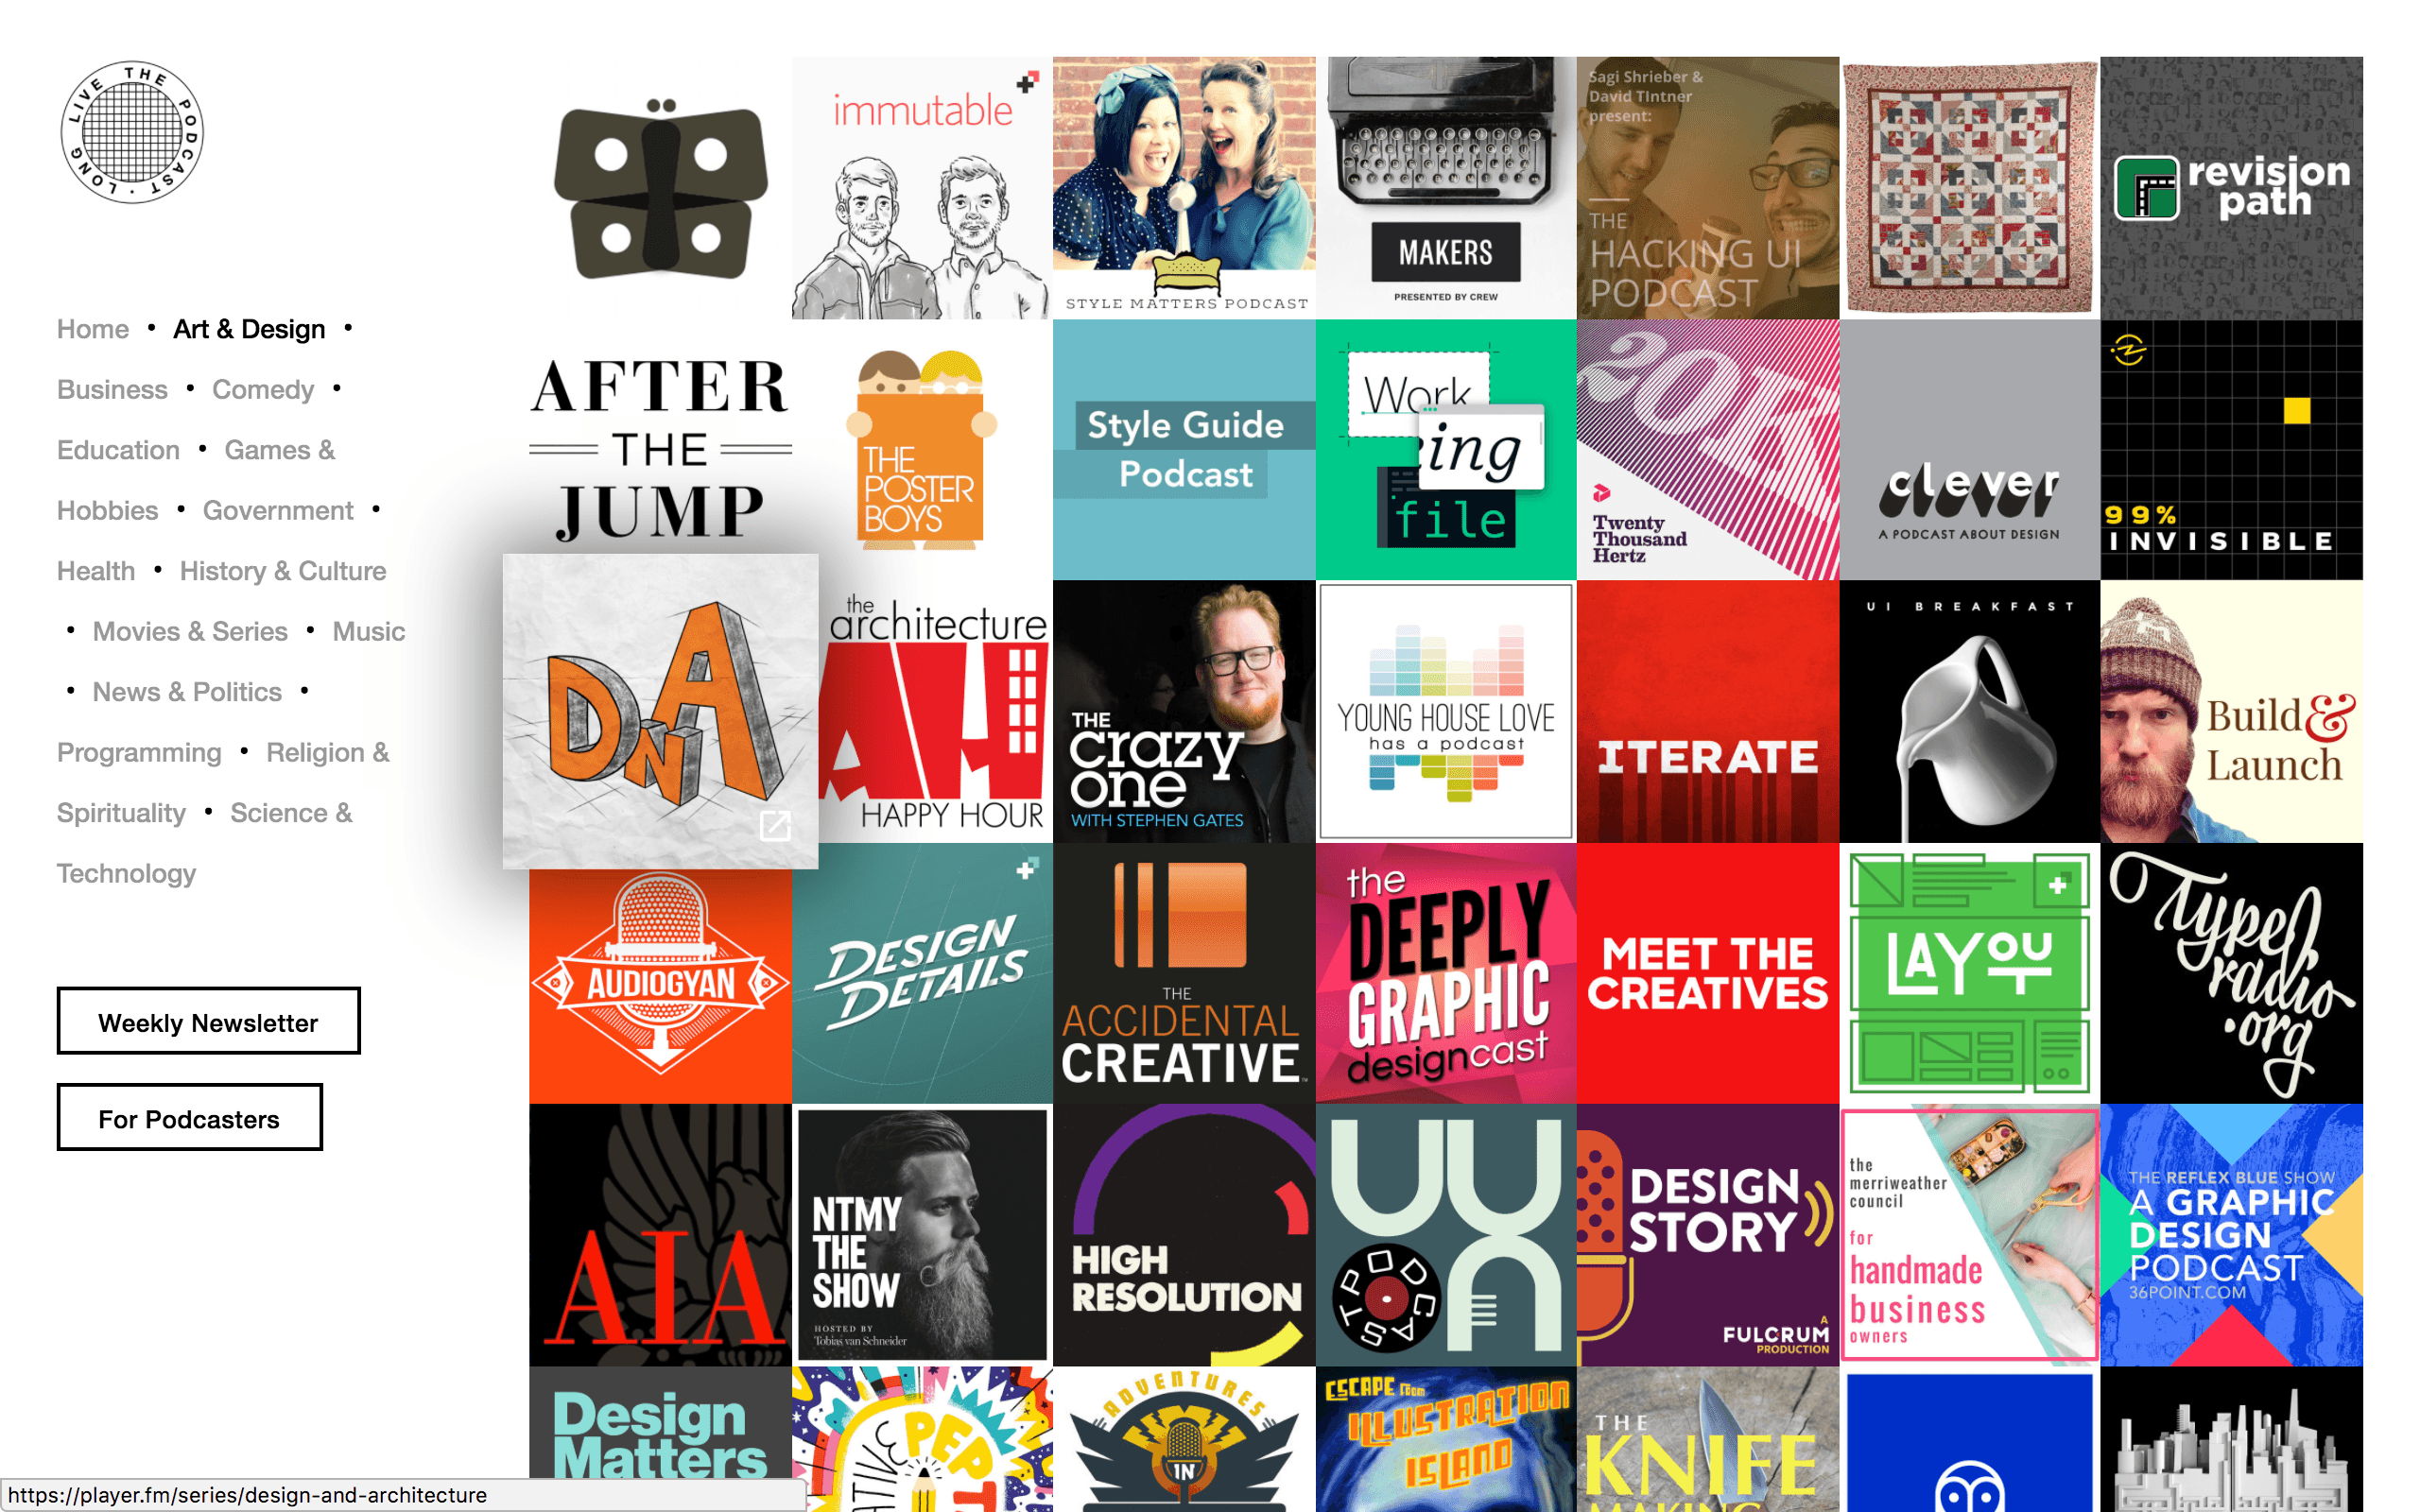 LONG LIVE THE PODCAST •
Home • Art & Design •
Business • Comedy •
Education • Games &
Hobbies • Government •
Health • History & Culture
• Movies & Series • Music
• News & Politics •
Programming • Religion &
Spirituality • Science &
Technology
Weekly Newsletter
For Podcasters
immutable
STYLE MATTERS PODCAST
MAKERS
PRESENTED BY CREW
Sagi Shrieber &
David TIntner
present:
THE
HACKING UI
PODCAST
revision
path
AFTER
THE
JUMP
THE
POSTER
BOYS
Style Guide
Podcast
Work
ing
file
20K
Twenty
Thousand
Hertz
clever
A PODCAST ABOUT DESIGN
99%
INVISIBLE
DNA
the
architecture
AH
HAPPY HOUR
THE
crazy
one
WITH STEPHEN GATES
YOUNG HOUSE LOVE
has a podcast
ITERATE
UI BREAKFAST
Build &
Launch
AUDIOGYAN
DESIGN
DETAILS
THE
ACCIDENTAL
CREATIVE
the
DEEPLY
GRAPHIC
designcast
MEET THE
CREATIVES
LAYOUT
Typeradio
.org
AIA
NTMY
THE
SHOW
HOSTED BY
Tobias van Schneider
HIGH
RESOLUTION
UX
PODCAST
DESIGN
STORY
A
FULCRUM
PRODUCTION
the
merriweather
council
for
handmade
business
owners
THE REFLEX BLUE SHOW
A GRAPHIC
DESIGN
PODCAST
36POINT.COM
Design
Matters
PEP
ADVENTURES
IN
ESCAPE from
ILLUSTRATION
ISLAND
THE
KNIFE
MAKING
https://player.fm/series/design-and-architecture